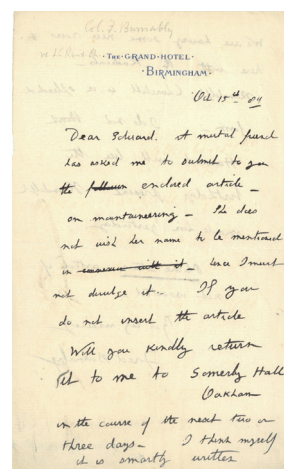 Col. F. Burnably
· THE · GRAND · HOTEL ·
· BIRMINGHAM ·
Oct 15th 84
Dear Edward. A mutual friend
has asked me to submit to you
the enclosed article –
on mountaineering – She does
not wish her name to be mentioned
in connexion with it – hence I must
not divulge it – If you
do not insert the article
Will you kindly return
it to me to Somerby Hall
Oakham
in the course of the next two or
three days – I think myself
it is smartly written